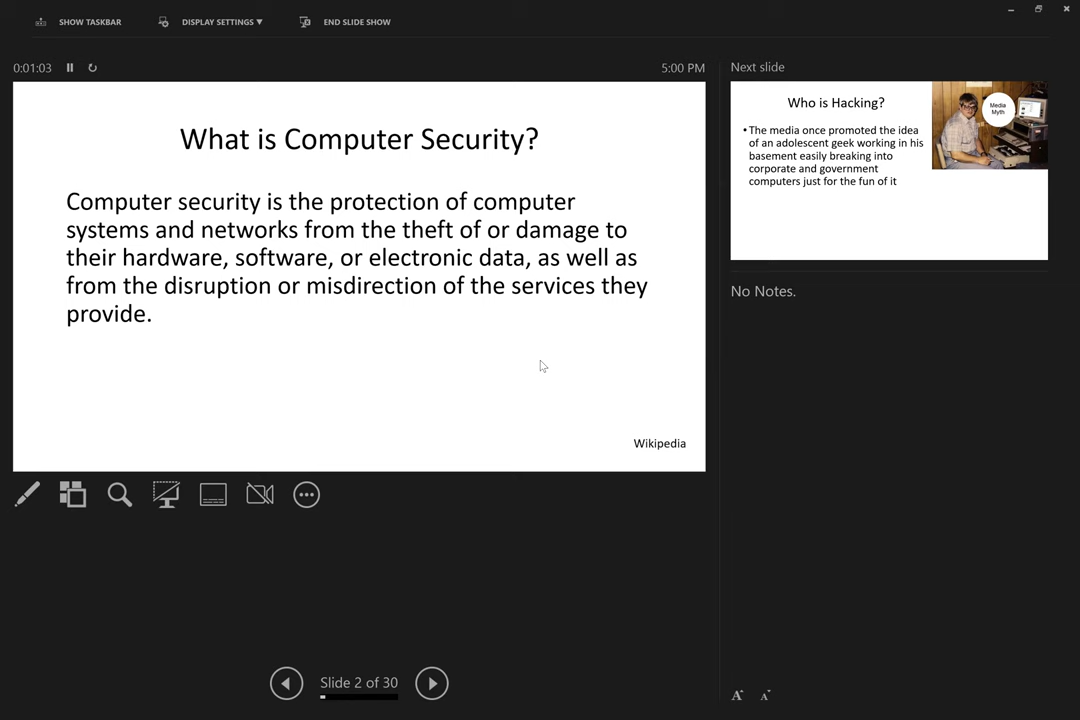 SHOW TASKBAR
DISPLAY SETTINGS ▼
END SLIDE SHOW
0:01:03
5:00 PM
What is Computer Security?
Computer security is the protection of computer
systems and networks from the theft of or damage to
their hardware, software, or electronic data, as well as
from the disruption or misdirection of the services they
provide.
Wikipedia
Slide 2 of 30
Next slide
Who is Hacking?
• The media once promoted the idea
of an adolescent geek working in his
basement easily breaking into
corporate and government
computers just for the fun of it
Media
Myth
No Notes.
A
A